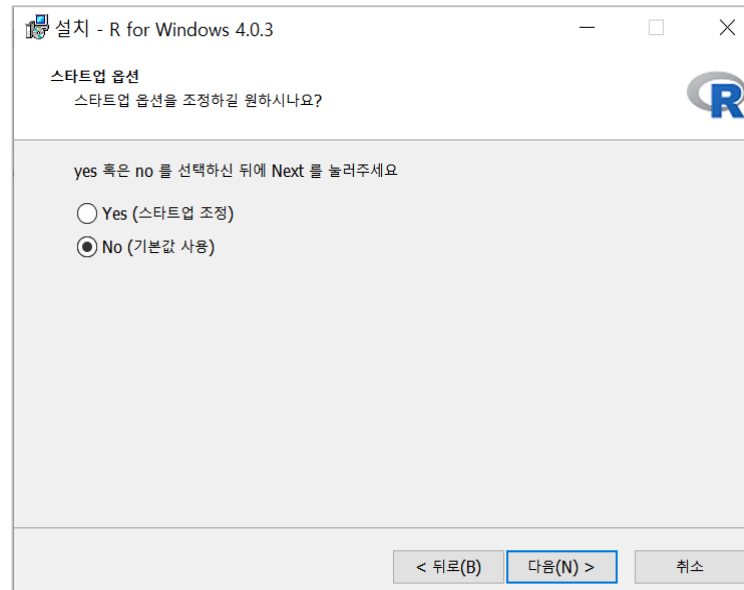 설치 - R for Windows 4.0.3
스타트업 옵션
스타트업 옵션을 조정하길 원하시나요?
R
yes 혹은 no 를 선택하신 뒤에 Next 를 눌러주세요
Yes (스타트업 조정)
No (기본값 사용)
< 뒤로(B)
다음(N) >
취소